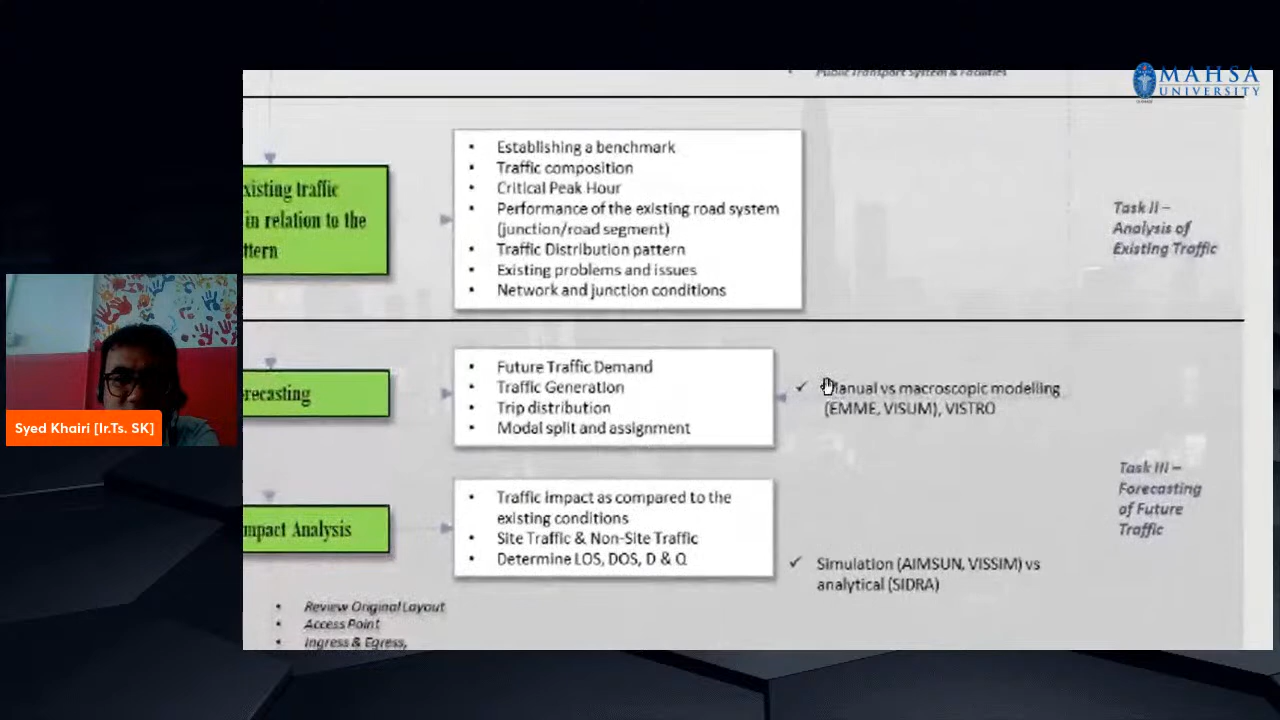 Public Transport System & Facilities
MAHSA
UNIVERSITY
xisting traffic
in relation to the
ttern
• Establishing a benchmark
• Traffic composition
• Critical Peak Hour
• Performance of the existing road system
(junction/road segment)
• Traffic Distribution pattern
• Existing problems and issues
• Network and junction conditions
Task II –
Analysis of
Existing Traffic
recasting
• Future Traffic Demand
• Traffic Generation
• Trip distribution
• Modal split and assignment
✓ Manual vs macroscopic modelling
(EMME, VISUM), VISTRO
Syed Khairi [Ir.Ts. SK]
Task III –
Forecasting
of Future
Traffic
mpact Analysis
• Traffic impact as compared to the
existing conditions
• Site Traffic & Non-Site Traffic
• Determine LOS, DOS, D & Q
✓ Simulation (AIMSUN, VISSIM) vs
analytical (SIDRA)
• Review Original Layout
• Access Point
• Ingress & Egress,